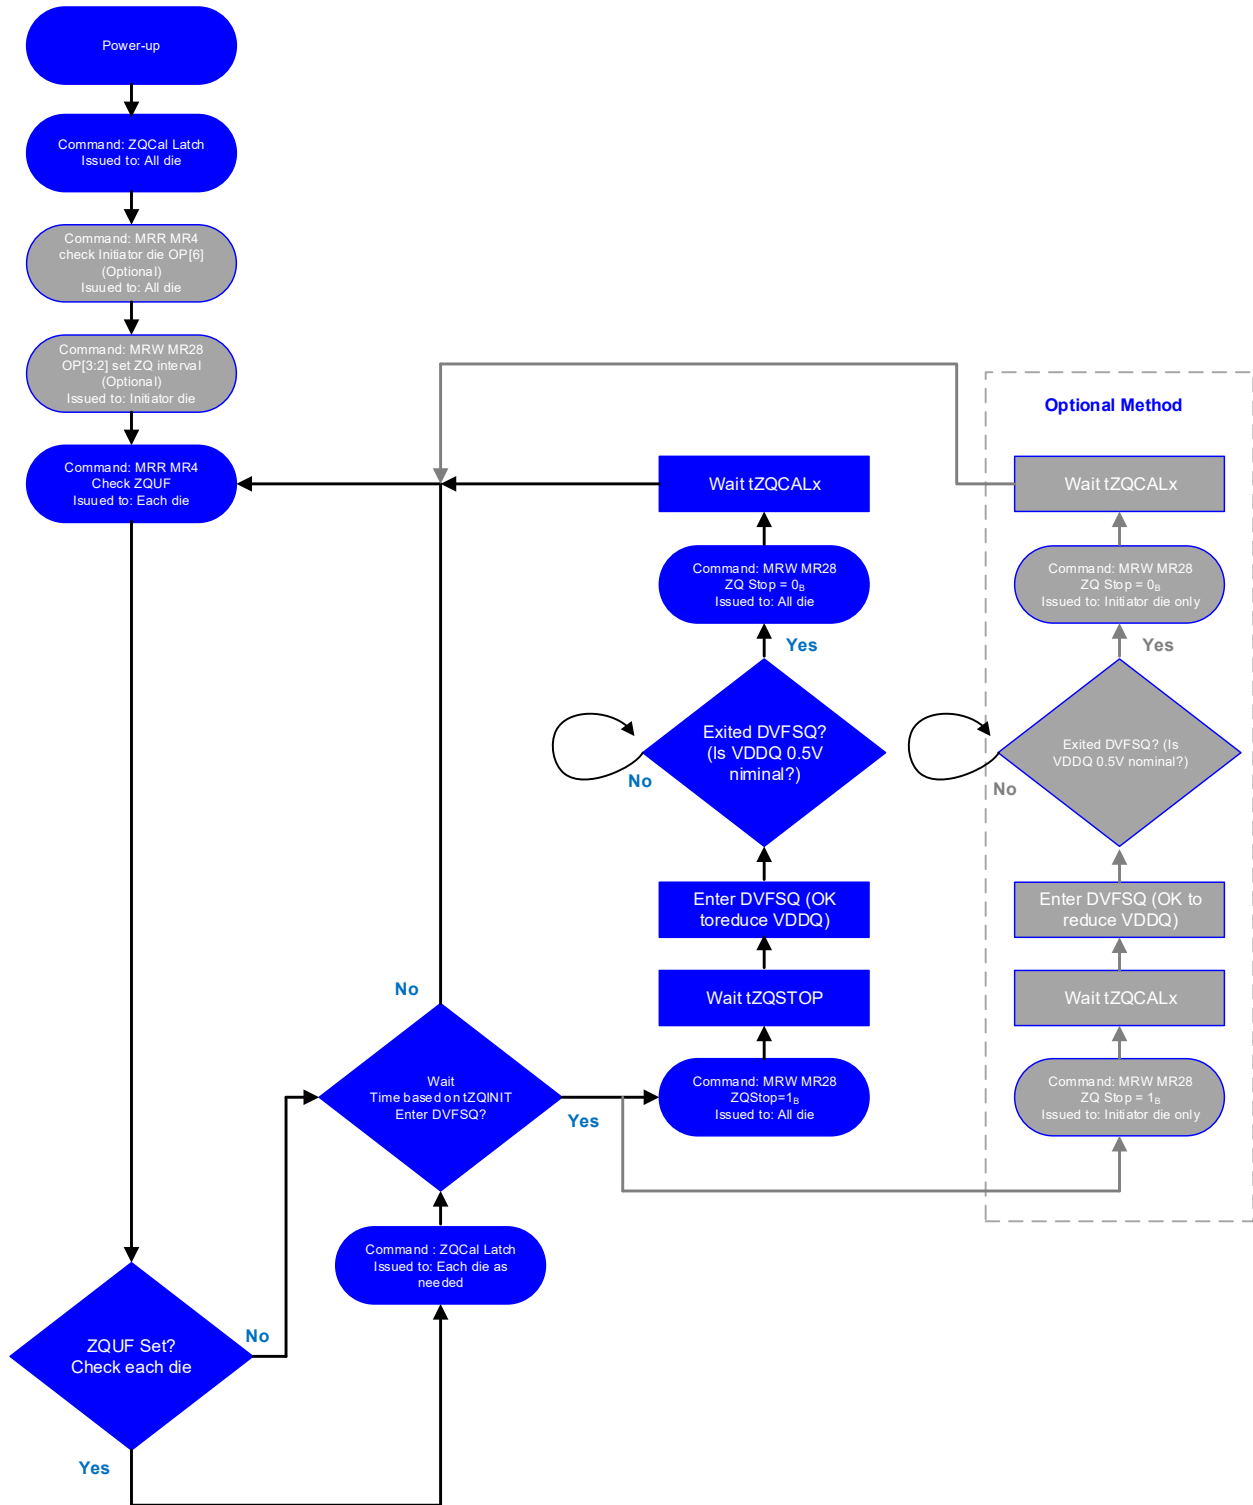 Power-up
Command: ZQCal Latch
Issued to: All die
Command: MRR MR4
check Initiator die OP[6]
(Optional)
Isuued to: All die
Command: MRW MR28
OP[3:2] set ZQ interval
(Optional)
Issued to: Initiator die
Command: MRR MR4
Check ZQUF
Isuued to: Each die
ZQUF Set?
Check each die
No
Yes
Command : ZQCal Latch
Issued to: Each die as
needed
Wait
Time based on tZQINIT
Enter DVFSQ?
No
Yes
Command: MRW MR28
ZQStop=1B
Issued to: All die
Wait tZQSTOP
Enter DVFSQ (OK
toreduce VDDQ)
Exited DVFSQ?
(Is VDDQ 0.5V
niminal?)
No
Yes
Command: MRW MR28
ZQ Stop = 0B
Issued to: All die
Wait tZQCALx
Optional Method
Wait tZQCALx
Command: MRW MR28
ZQ Stop = 0B
Issued to: Initiator die only
Yes
Exited DVFSQ? (Is
VDDQ 0.5V nominal?)
No
Enter DVFSQ (OK to
reduce VDDQ)
Wait tZQCALx
Command: MRW MR28
ZQ Stop = 1B
Issued to: Initiator die only